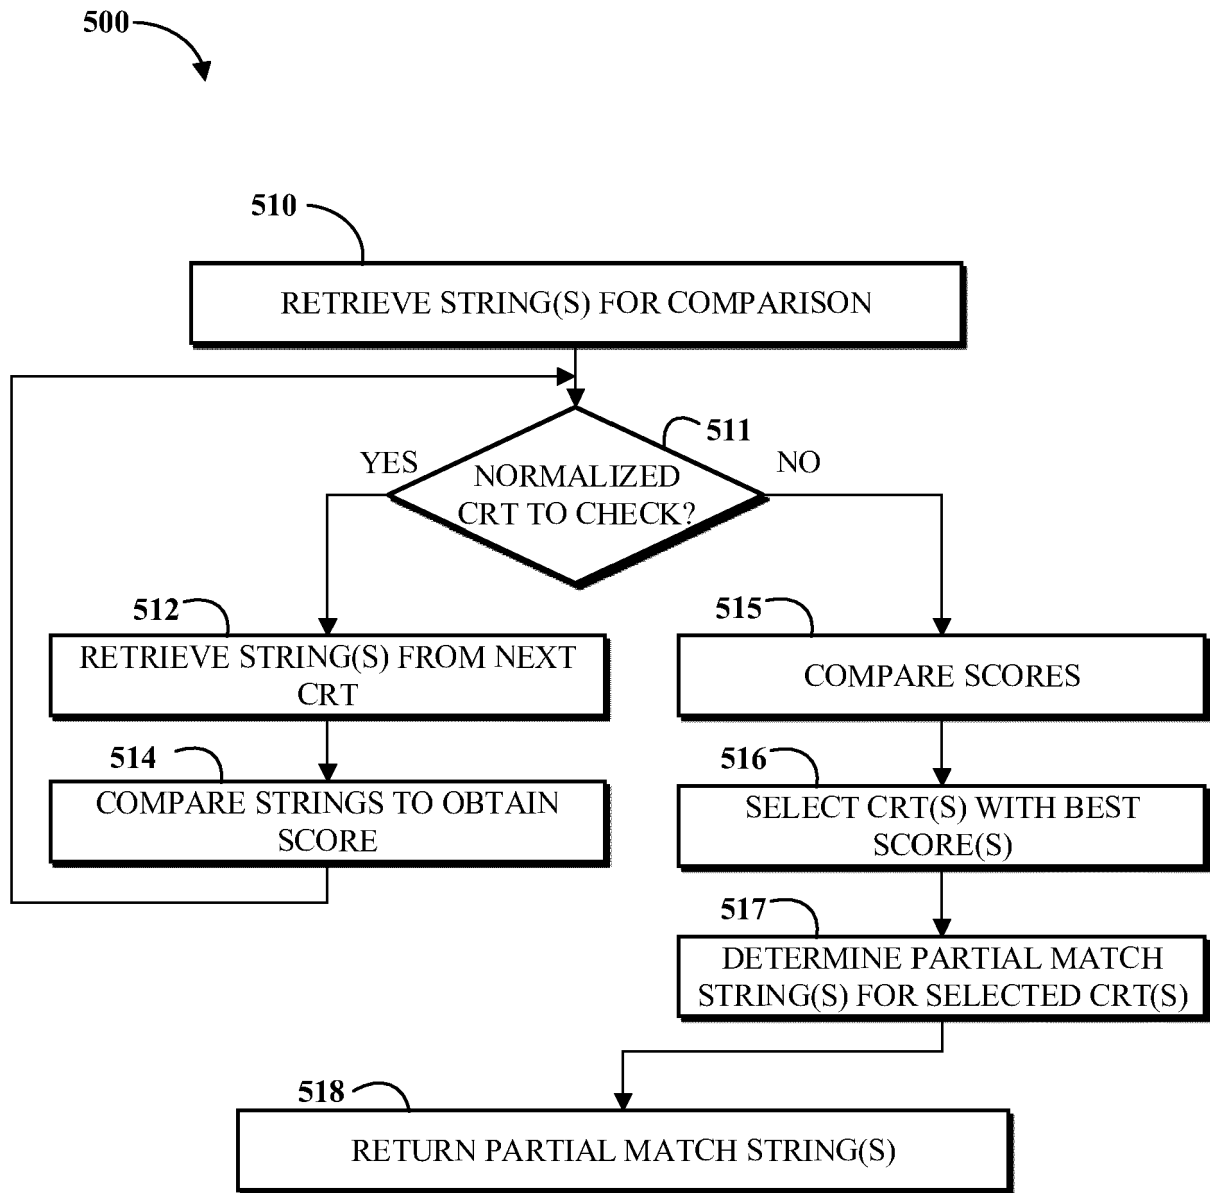 500
510
RETRIEVE STRING(S) FOR COMPARISON
511
YES
NO
NORMALIZED
CRT TO CHECK?
512
RETRIEVE STRING(S) FROM NEXT
CRT
514
COMPARE STRINGS TO OBTAIN
SCORE
515
COMPARE SCORES
516
SELECT CRT(S) WITH BEST
SCORE(S)
517
DETERMINE PARTIAL MATCH
STRING(S) FOR SELECTED CRT(S)
518
RETURN PARTIAL MATCH STRING(S)